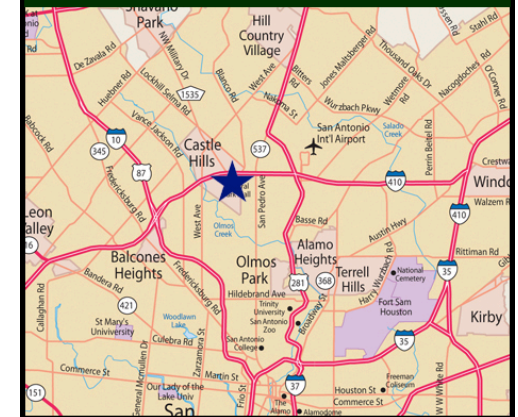 Shavano
Park
Hill
Country
Village
Stahl Rd
De Zavala Rd
NW Military Dr
Bitters
Jones Maltsberger Rd
Thousand Oaks Dr
Huebner Rd
Lockhill Selma Rd
Blanco Rd
West Ave
Nacogdoches Rd
O'Conner Rd
1535
Nakoma St
Wurzbach Pkwy
Wetmore Rd
Babcock Rd
Vance Jackson Rd
10
345
Castle
Hills
537
San Antonio
Int'l Airport
Salado
Creek
Perrin Beitel Rd
87
Fredericksburg Rd
410
Walzem R
410
West Ave
San Pedro Ave
Olmos
Creek
Basse Rd
Austin Hwy
Leon
Valley
16
Balcones
Heights
Olmos
Park
Alamo
Heights
Terrell
Hills
Harry Wurzbach Rd
National
Cemetery
Rittiman Rd
35
Bandera Rd
Fredericksburg Rd
Hildebrand Ave
281
368
Broadway St
Fort Sam
Houston
Kirby
Callaghan Rd
421
St Mary's
Univiversity
Woodlawn
Lake
Trinity
University
San Antonio
Zoo
Culebra Rd
Zarzamora St
San Antonio
College
35
General McMullen Dr
Commerce St
Martin St
151
Our Lady of the
Lake Univ
Frio St
37
Houston St
Commerce St
Freeman
Coliseum
W W White Rd
San
The
Alamo
Alamodome